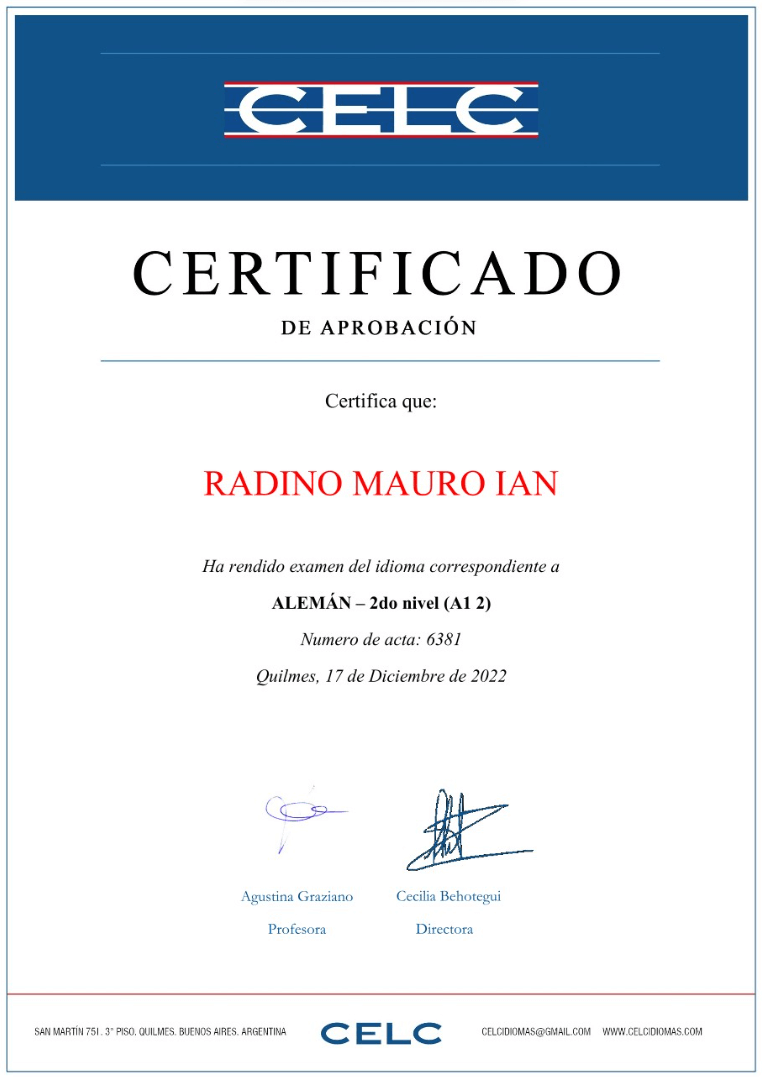 CELC
CERTIFICADO
DE APROBACIÓN
Certifica que:
RADINO MAURO IAN
Ha rendido examen del idioma correspondiente a
ALEMÁN – 2do nivel (A1 2)
Numero de acta: 6381
Quilmes, 17 de Diciembre de 2022
Agustina Graziano Cecilia Behotegui
Profesora Directora
SAN MARTÍN 751. 3° PISO. QUILMES. BUENOS AIRES. ARGENTINA CELC CELCIDIOMAS@GMAIL.COM WWW.CELCIDIOMAS.COM